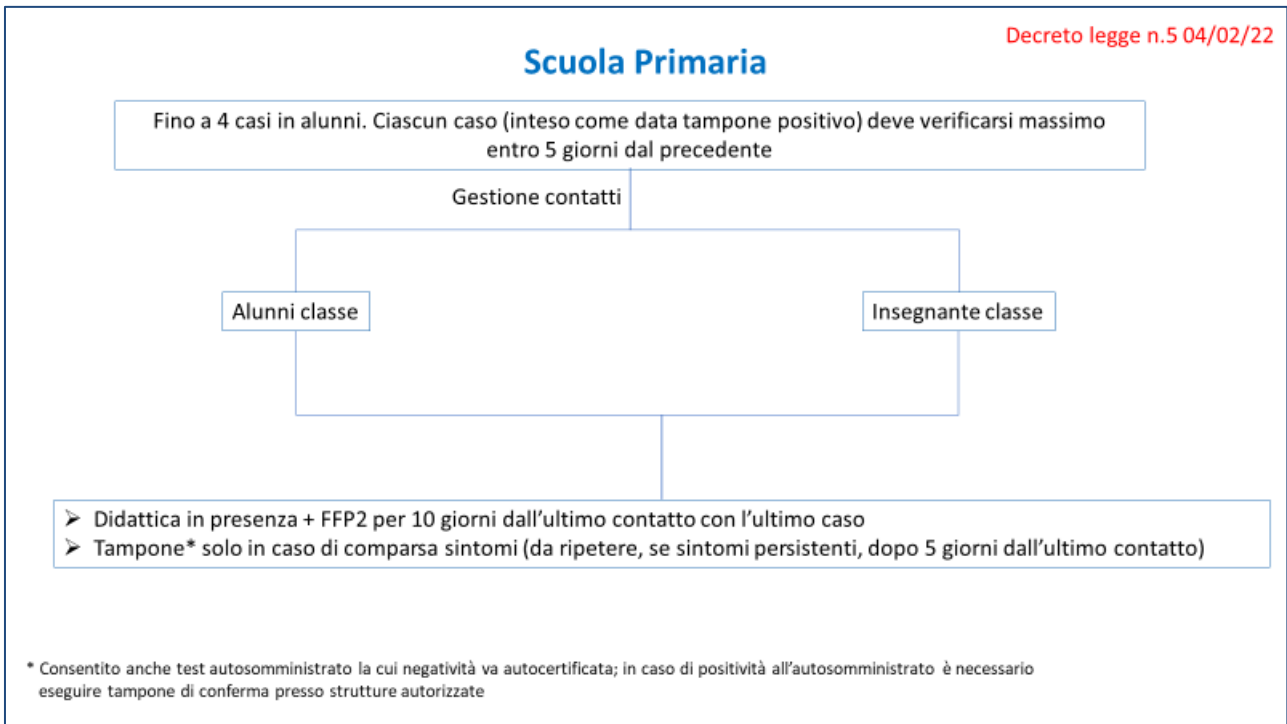 Decreto legge n.5 04/02/22
Scuola Primaria
Fino a 4 casi in alunni. Ciascun caso (inteso come data tampone positivo) deve verificarsi massimo
entro 5 giorni dal precedente
Gestione contatti
Alunni classe
Insegnante classe
➢ Didattica in presenza + FFP2 per 10 giorni dall’ultimo contatto con l’ultimo caso
➢ Tampone* solo in caso di comparsa sintomi (da ripetere, se sintomi persistenti, dopo 5 giorni dall’ultimo contatto)
* Consentito anche test autosomministrato la cui negatività va autocertificata; in caso di positività all’autosomministrato è necessario
eseguire tampone di conferma presso strutture autorizzate